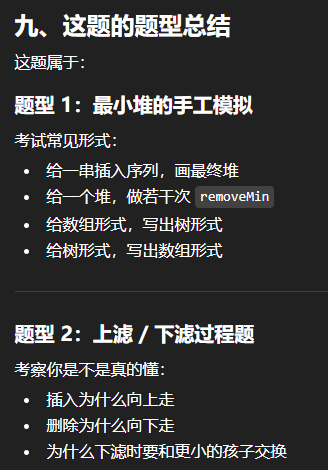 九、这题的题型总结
这题属于：
题型 1：最小堆的手工模拟
考试常见形式：
• 给一串插入序列，画最终堆
• 给一个堆，做若干次 removeMin
• 给数组形式，写出树形式
• 给树形式，写出数组形式
题型 2：上滤 / 下滤过程题
考察你是不是真的懂：
• 插入为什么向上走
• 删除为什么向下走
• 为什么下滤时要和更小的孩子交换